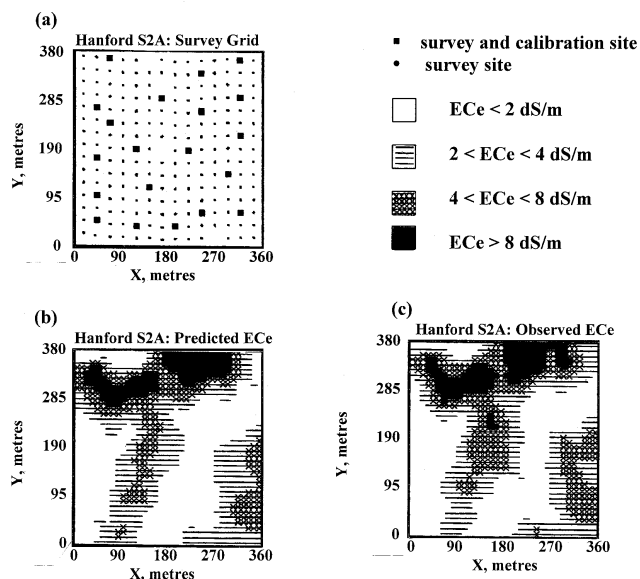 (a)
Hanford S2A: Survey Grid
380
285
190
95
0
Y, metres
0 90 180 270 360
X, metres
survey and calibration site
survey site
ECe < 2 dS/m
2 < ECe < 4 dS/m
4 < ECe < 8 dS/m
ECe > 8 dS/m
(b)
Hanford S2A: Predicted ECe
380
285
190
95
0
Y, metres
0 90 180 270 360
X, metres
(c)
Hanford S2A: Observed ECe
380
285
190
95
0
Y, metres
0 90 180 270 360
X, metres